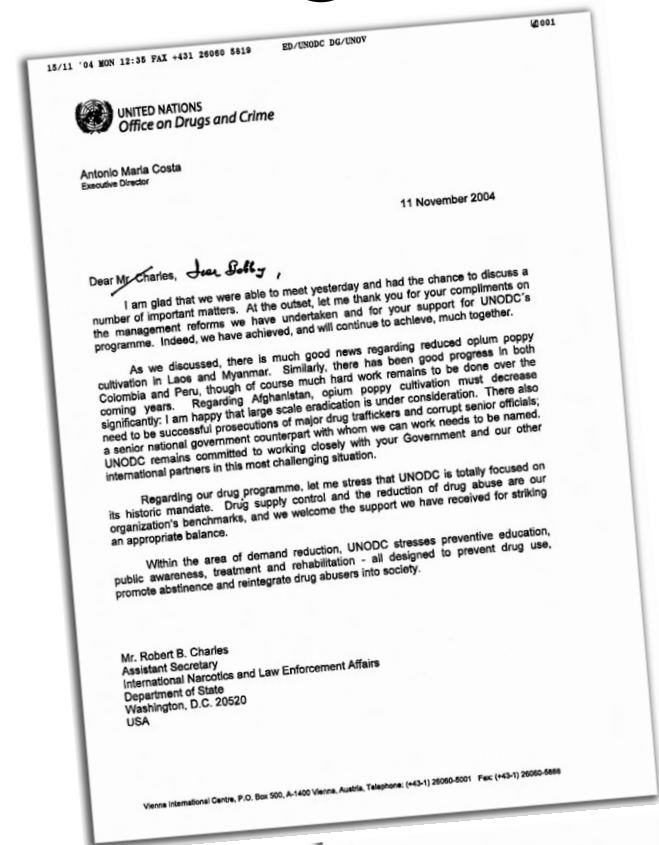 15/11 '04 MON 12:35 FAX +431 26060 5819 ED/UNODC DG/UNOV 001
UNITED NATIONS
Office on Drugs and Crime
Antonio Maria Costa
Executive Director
11 November 2004
Dear Mr. Charles, Dear Bobby,
I am glad that we were able to meet yesterday and had the chance to discuss a
number of important matters. At the outset, let me thank you for your compliments on
the management reforms we have undertaken and for your support for UNODC's
programme. Indeed, we have achieved, and will continue to achieve, much together.
As we discussed, there is much good news regarding reduced opium poppy
cultivation in Laos and Myanmar. Similarly, there has been good progress in both
Colombia and Peru, though of course much hard work remains to be done over the
coming years. Regarding Afghanistan, opium poppy cultivation must decrease
significantly: I am happy that large scale eradication is under consideration. There also
need to be successful prosecutions of major drug traffickers and corrupt senior officials;
a senior national government counterpart with whom we can work needs to be named.
UNODC remains committed to working closely with your Government and our other
international partners in this most challenging situation.
Regarding our drug programme, let me stress that UNODC is totally focused on
its historic mandate. Drug supply control and the reduction of drug abuse are our
organization's benchmarks, and we welcome the support we have received for striking
an appropriate balance.
Within the area of demand reduction, UNODC stresses preventive education,
public awareness, treatment and rehabilitation - all designed to prevent drug use,
promote abstinence and reintegrate drug abusers into society.
Mr. Robert B. Charles
Assistant Secretary
International Narcotics and Law Enforcement Affairs
Department of State
Washington, D.C. 20520
USA
Vienna International Centre, P.O. Box 500, A-1400 Vienna, Austria, Telephone: (+43-1) 26060-5001 Fax: (+43-1) 26060-5866